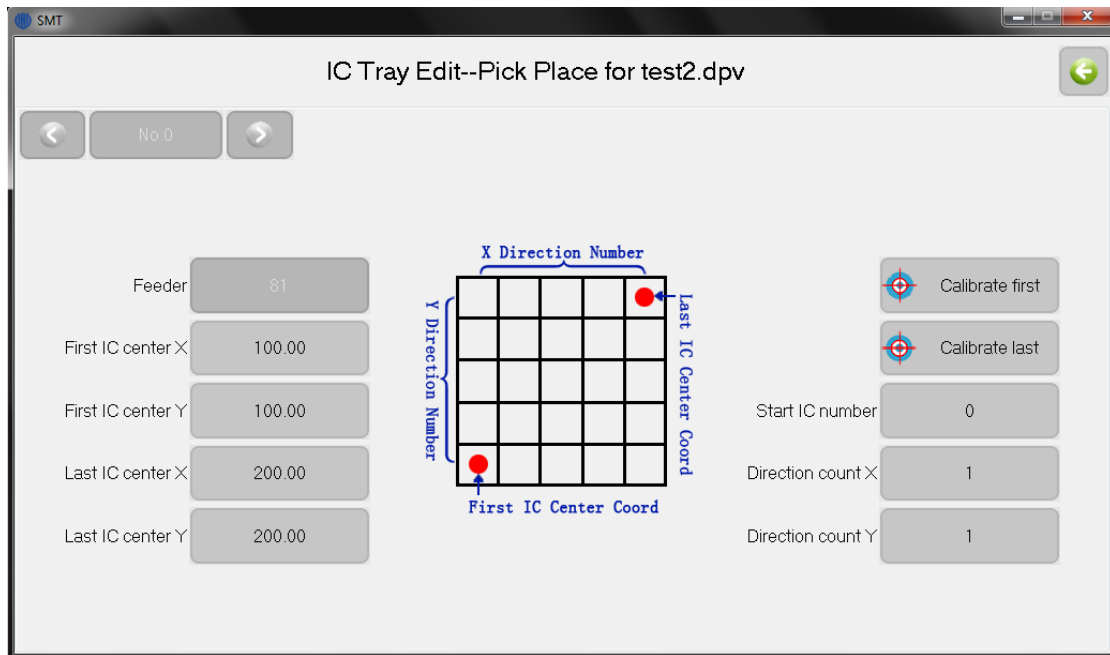 SMT
IC Tray Edit--Pick Place for test2.dpv
No:0
Feeder
81
First IC center X
100.00
First IC center Y
100.00
Last IC center X
200.00
Last IC center Y
200.00
X Direction Number
Y Direction Number
Last IC Center Coord
First IC Center Coord
Calibrate first
Calibrate last
Start IC number
0
Direction count X
1
Direction count Y
1